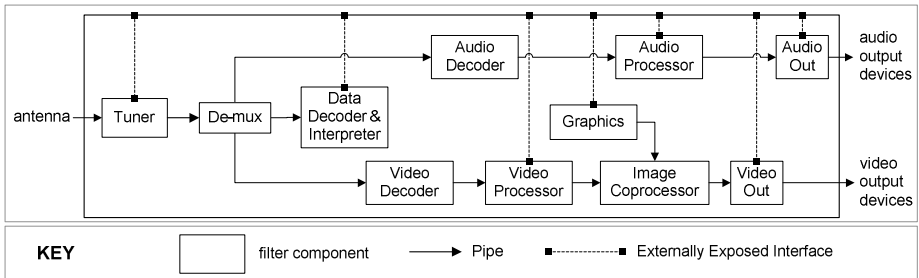 antenna
Tuner
De-mux
Data
Decoder &
Interpreter
Audio
Decoder
Audio
Processor
Audio
Out
audio
output
devices
Graphics
Video
Decoder
Video
Processor
Image
Coprocessor
Video
Out
video
output
devices
KEY
filter component
Pipe
Externally Exposed Interface